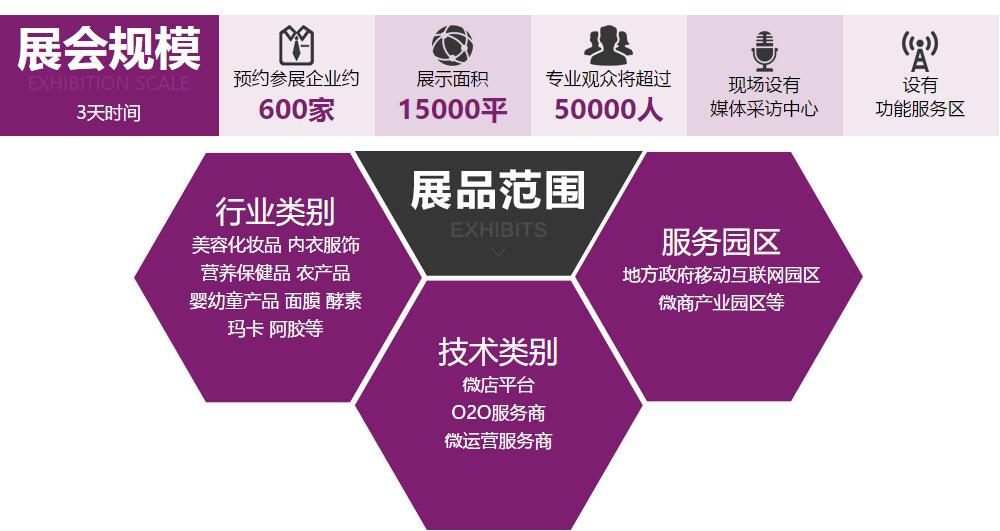 展会规模
EXHIBITION SCALE
3天时间
预约参展企业约
600家
展示面积
15000平
专业观众将超过
50000人
现场设有
媒体采访中心
设有
功能服务区
展品范围
EXHIBITS
行业类别
美容化妆品 内衣服饰
营养保健品 农产品
婴幼童产品 面膜 酵素
玛卡 阿胶等
技术类别
微店平台
O2O服务商
微运营服务商
服务园区
地方政府移动互联网园区
微商产业园区等